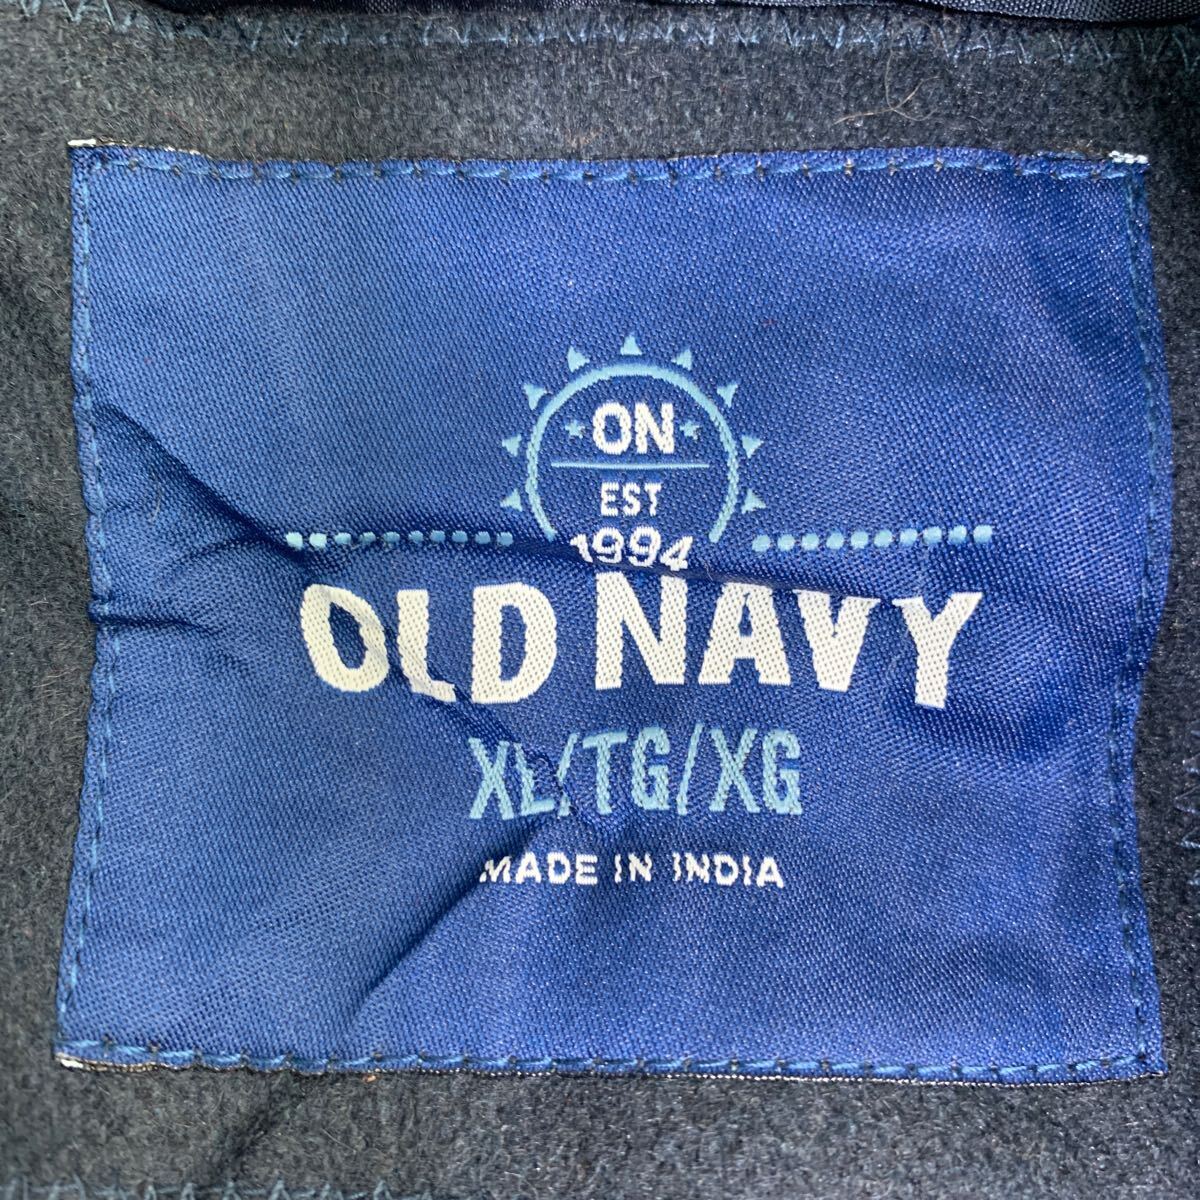 ON
EST
1994
OLD NAVY
XL/TG/XG
MADE IN INDIA